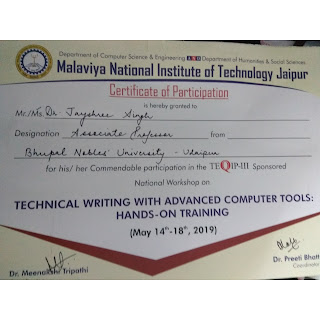 Department of Computer Science & Engineering AND Department of Humanities & Social Sciences
Malaviya National Institute of Technology Jaipur
Certificate of Participation
is hereby granted to
Mr./Ms. Dr. Jayshree Singh
Designation Associate Professor from
Bhupal Nobles' University - Udaipur
for his/ her Commendable participation in the TEQIP-III Sponsored
National Workshop on
TECHNICAL WRITING WITH ADVANCED COMPUTER TOOLS:
HANDS-ON TRAINING
(May 14th-18th, 2019)
Dr. Meenakshi Tripathi
Dr. Preeti Bhatt
Coordinator